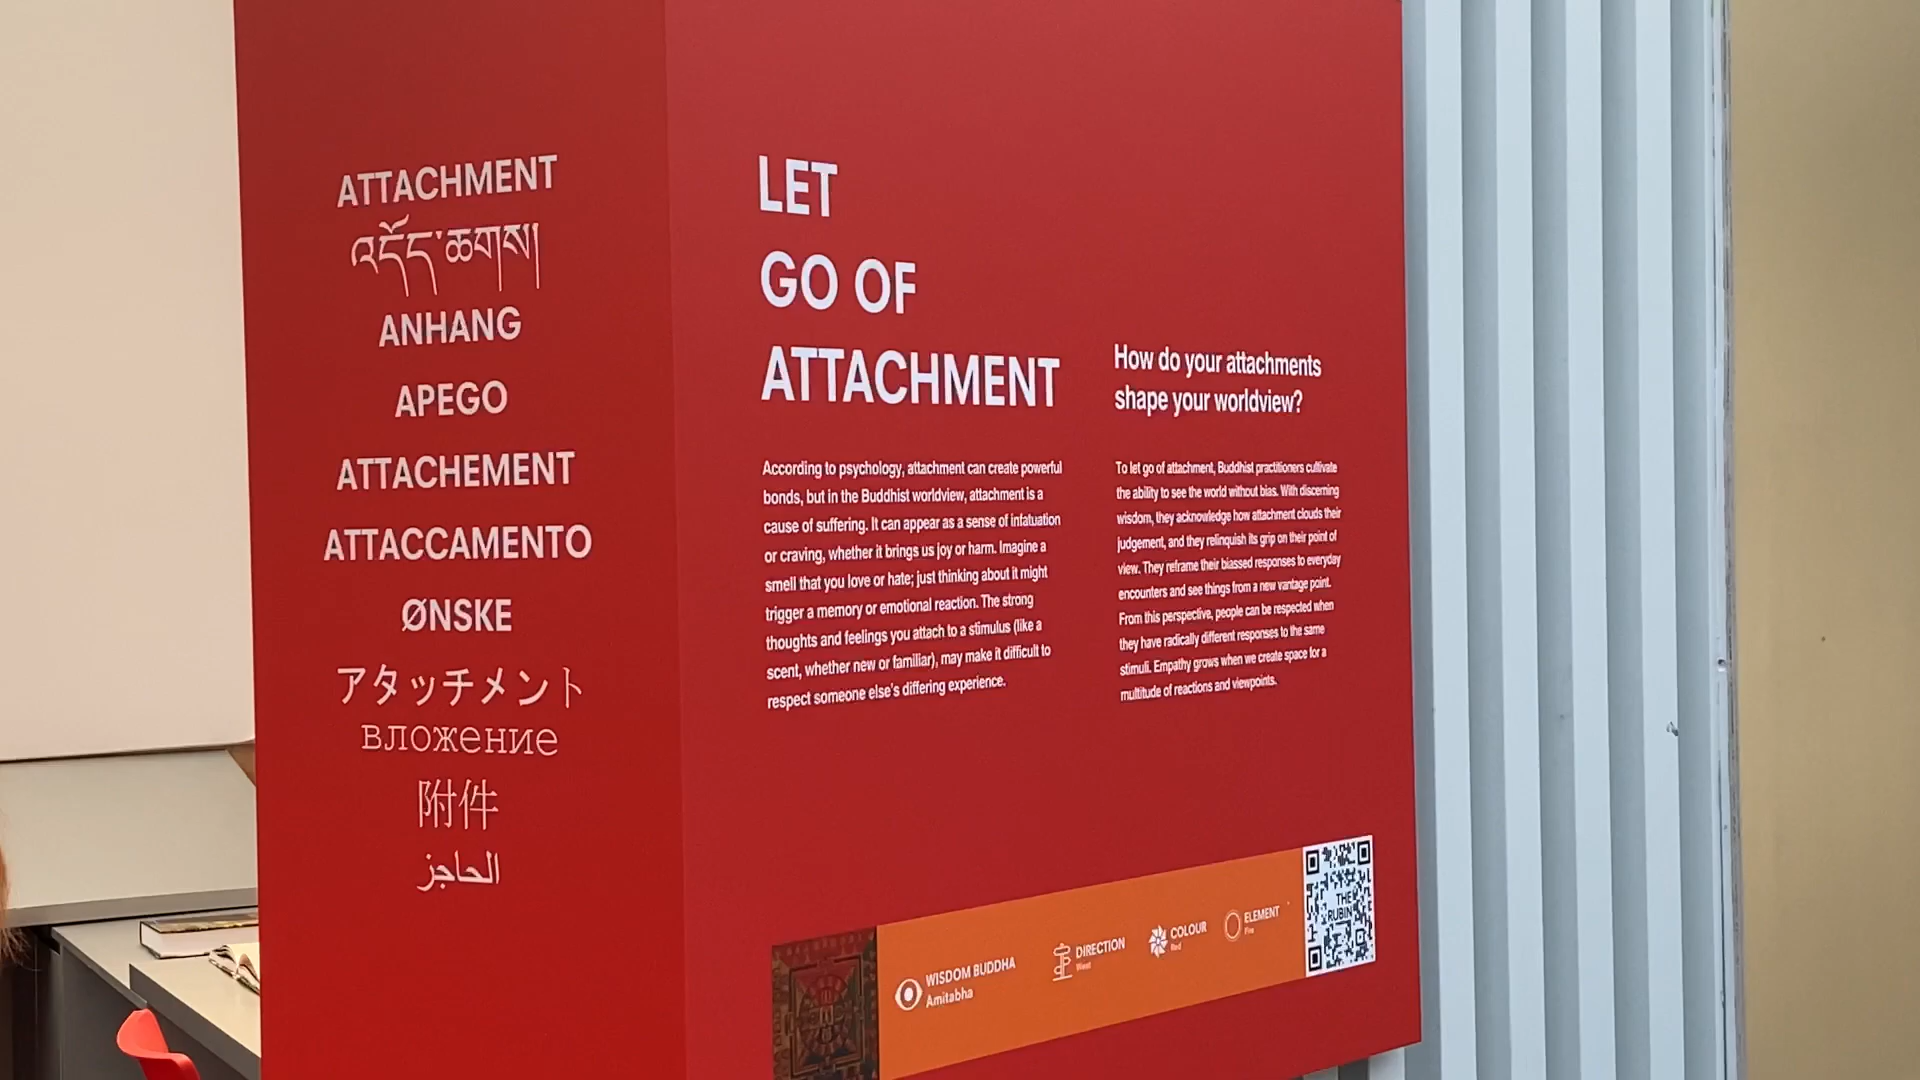 ATTACHMENT
འདོད་ཆགས།
ANHANG
APEGO
ATTACHEMENT
ATTACCAMENTO
ØNSKE
アタッチメント
вложение
附件
الحاجز
LET
GO OF
ATTACHMENT
According to psychology, attachment can create powerful
bonds, but in the Buddhist worldview, attachment is a
cause of suffering. It can appear as a sense of infatuation
or craving, whether it brings us joy or harm. Imagine a
smell that you love or hate; just thinking about it might
trigger a memory or emotional reaction. The strong
thoughts and feelings you attach to a stimulus (like a
scent, whether new or familiar), may make it difficult to
respect someone else's differing experience.
How do your attachments
shape your worldview?
To let go of attachment, Buddhist practitioners cultivate
the ability to see the world without bias. With discerning
wisdom, they acknowledge how attachment clouds their
judgement, and they relinquish its grip on their point of
view. They reframe their biassed responses to everyday
encounters and see things from a new vantage point.
From this perspective, people can be respected when
they have radically different responses to the same
stimuli. Empathy grows when we create space for a
multitude of reactions and viewpoints.
WISDOM BUDDHA
Amitabha
DIRECTION
West
COLOUR
Red
ELEMENT
Fire
THE
RUBIN